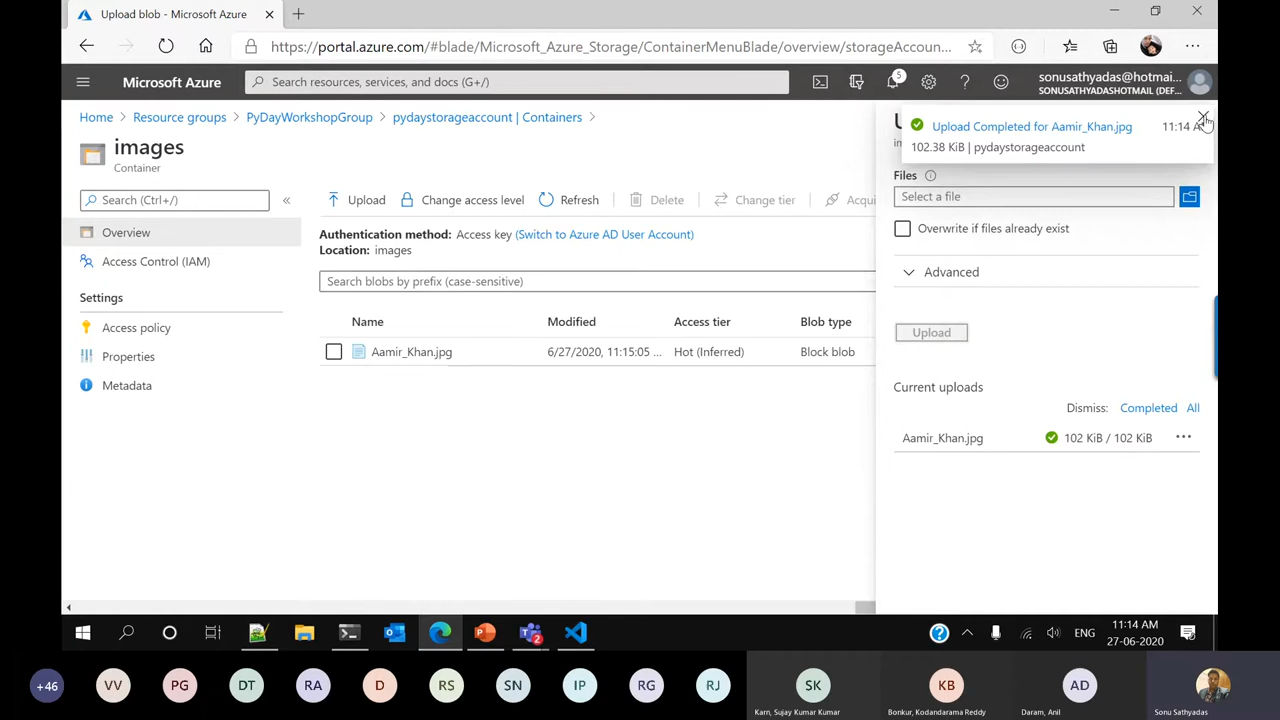 Upload blob - Microsoft Azure
https://portal.azure.com/#blade/Microsoft_Azure_Storage/ContainerMenuBlade/overview/storageAccoun...
Microsoft Azure
Search resources, services, and docs (G+/)
5
sonusathyadas@hotmai...
SONUSATHYADASHOTMAIL (DEF...
Home > Resource groups > PyDayWorkshopGroup > pydaystorageaccount | Containers >
images
Container
Search (Ctrl+/)
«
Overview
Access Control (IAM)
Settings
Access policy
Properties
Metadata
Upload
Change access level
Refresh
Delete
Change tier
Authentication method: Access key (Switch to Azure AD User Account)
Location: images
Search blobs by prefix (case-sensitive)
Name Modified Access tier Blob type
Aamir_Khan.jpg 6/27/2020, 11:15:05 ... Hot (Inferred) Block blob
Upload Completed for Aamir_Khan.jpg 11:14
102.38 KiB | pydaystorageaccount
Files
Select a file
Overwrite if files already exist
Advanced
Upload
Current uploads
Dismiss: Completed All
Aamir_Khan.jpg 102 KiB / 102 KiB
2
ENG
11:14 AM
27-06-2020
+46 VV PG DT RA D RS SN IP RG RJ SK KB AD
Karn, Sujay Kumar Kumar
Bonkur, Kodandarama Reddy
Daram, Anil
Sonu Sathyadas